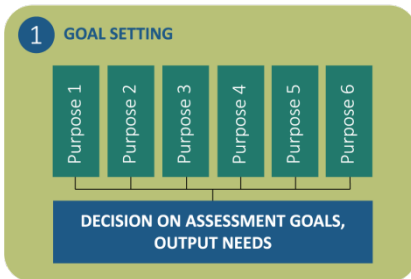 1 GOAL SETTING
Purpose 1
Purpose 2
Purpose 3
Purpose 4
Purpose 5
Purpose 6
DECISION ON ASSESSMENT GOALS,
OUTPUT NEEDS